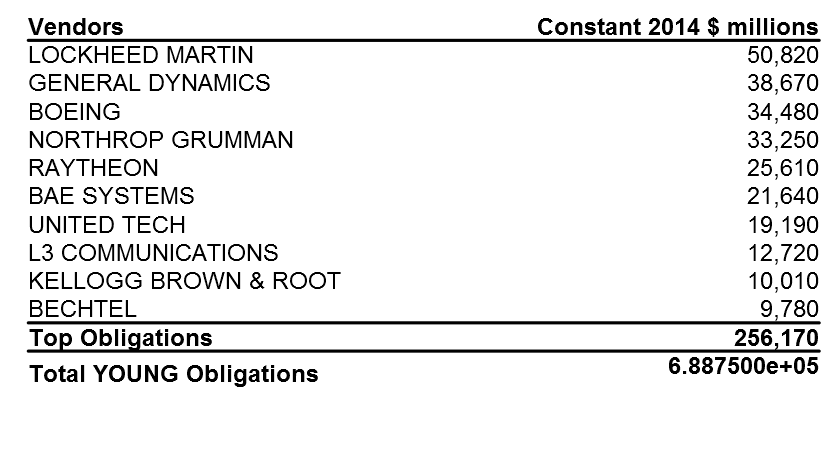 Vendors Constant 2014 $ millions
LOCKHEED MARTIN 50,820
GENERAL DYNAMICS 38,670
BOEING 34,480
NORTHROP GRUMMAN 33,250
RAYTHEON 25,610
BAE SYSTEMS 21,640
UNITED TECH 19,190
L3 COMMUNICATIONS 12,720
KELLOGG BROWN & ROOT 10,010
BECHTEL 9,780
Top Obligations 256,170
Total YOUNG Obligations 6.887500e+05